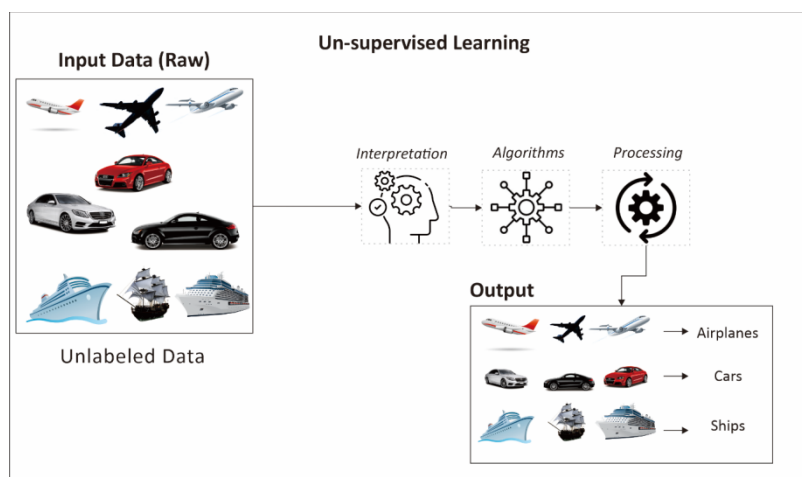 Un-supervised Learning
Input Data (Raw)
Interpretation
Algorithms
Processing
Unlabeled Data
Output
Airplanes
Cars
Ships